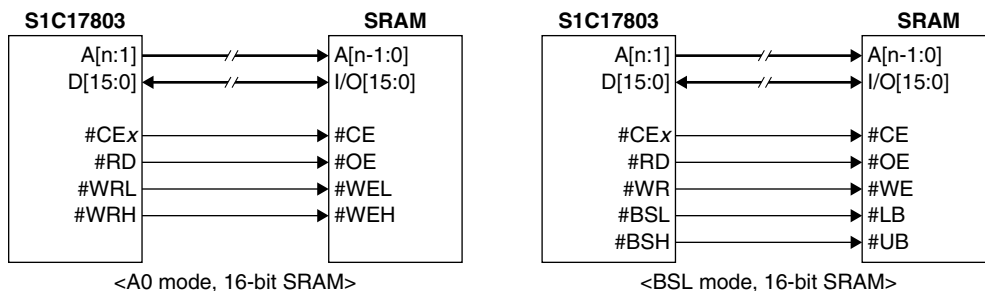 S1C17803 SRAM S1C17803 SRAM
A[n:1] A[n-1:0] A[n:1] A[n-1:0]
D[15:0] I/O[15:0] D[15:0] I/O[15:0]
#CEx #CE #CEx #CE
#RD #OE #RD #OE
#WRL #WEL #WR #WE
#WRH #WEH #BSL #LB
#BSH #UB
<A0 mode, 16-bit SRAM> <BSL mode, 16-bit SRAM>